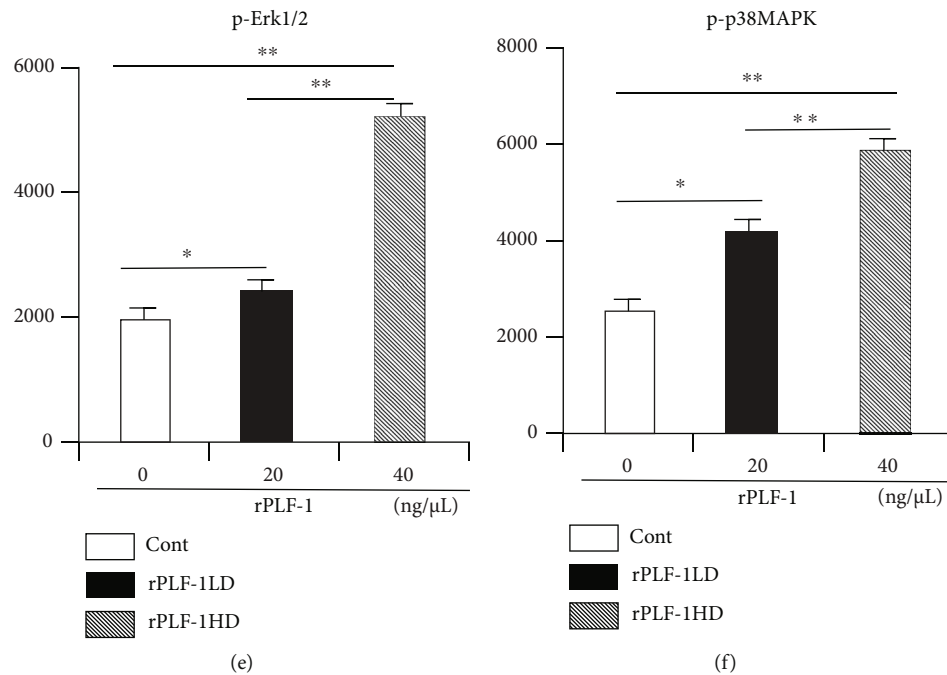 p-Erk1/2
**
**
*
6000
4000
2000
0
0 20 40
rPLF-1 (ng/µL)
Cont
rPLF-1LD
rPLF-1HD
(e)
p-p38MAPK
**
**
*
8000
6000
4000
2000
0
0 20 40
rPLF-1 (ng/µL)
Cont
rPLF-1LD
rPLF-1HD
(f)